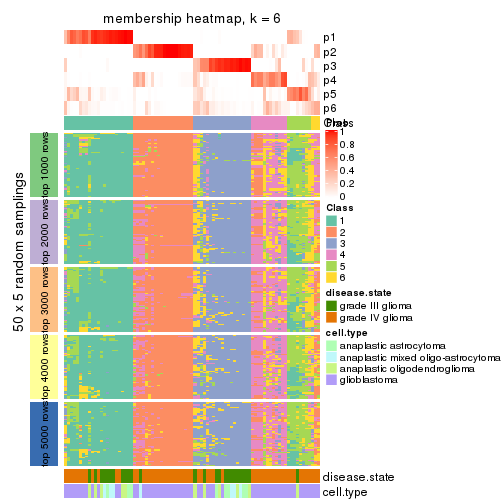 membership heatmap, k = 6
p1
p2
p3
p4
p5
p6
Prob
Class
1
0.8
0.6
0.4
0.2
0
Class
1
2
3
4
5
6
disease.state
grade III glioma
grade IV glioma
cell.type
anaplastic astrocytoma
anaplastic mixed oligo-astrocytoma
anaplastic oligodendroglioma
glioblastoma
50 x 5 random samplings
top 1000 rows
top 2000 rows
top 3000 rows
top 4000 rows
top 5000 rows
disease.state
cell.type